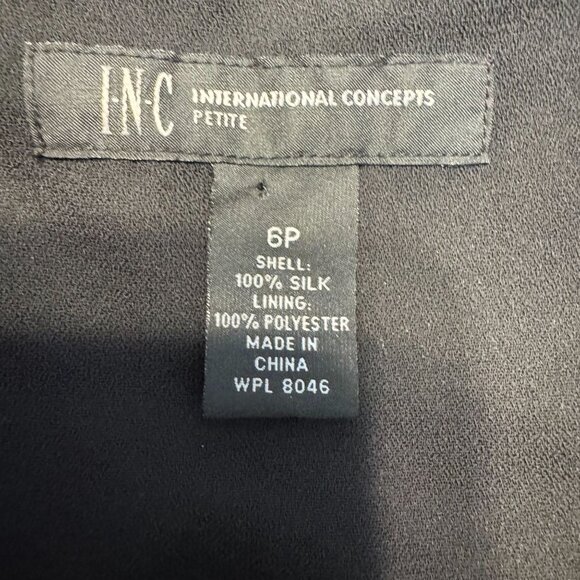 I·N·C INTERNATIONAL CONCEPTS
PETITE
6P
SHELL:
100% SILK
LINING:
100% POLYESTER
MADE IN
CHINA
WPL 8046